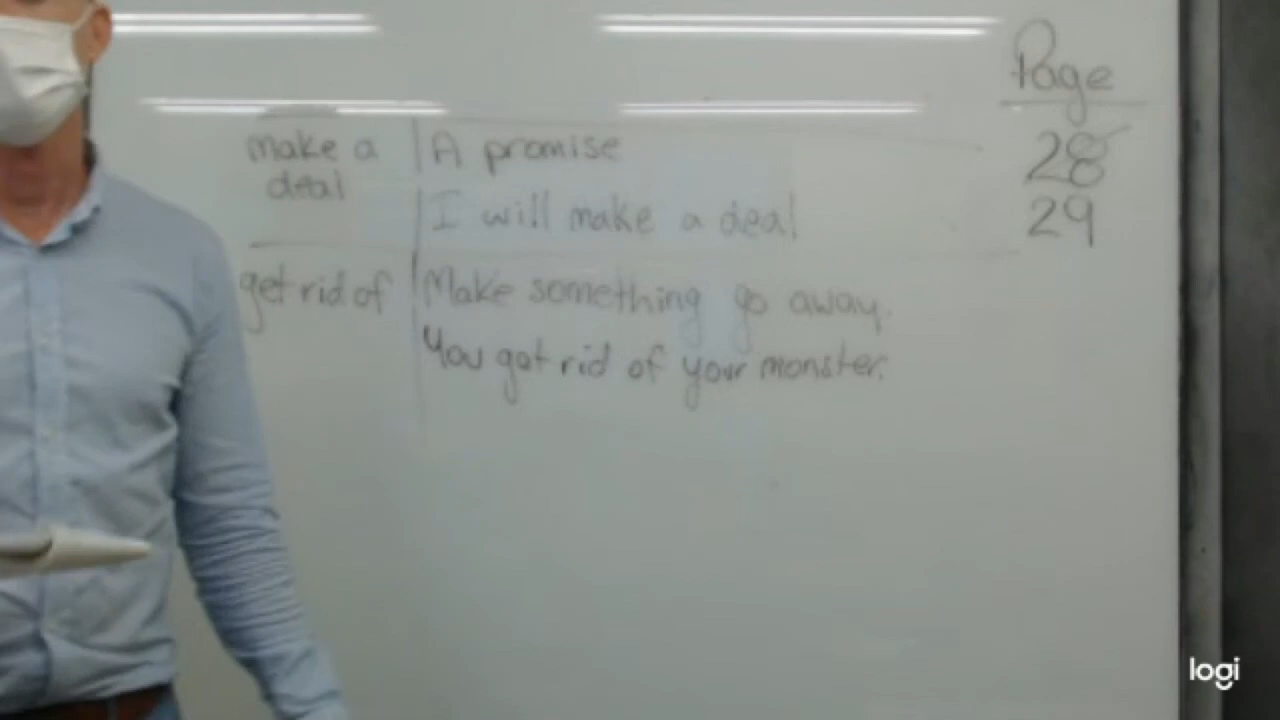 Page
make a
deal
A promise
28
I will make a deal
29
get rid of
Make something go away.
You got rid of your monster.
logi